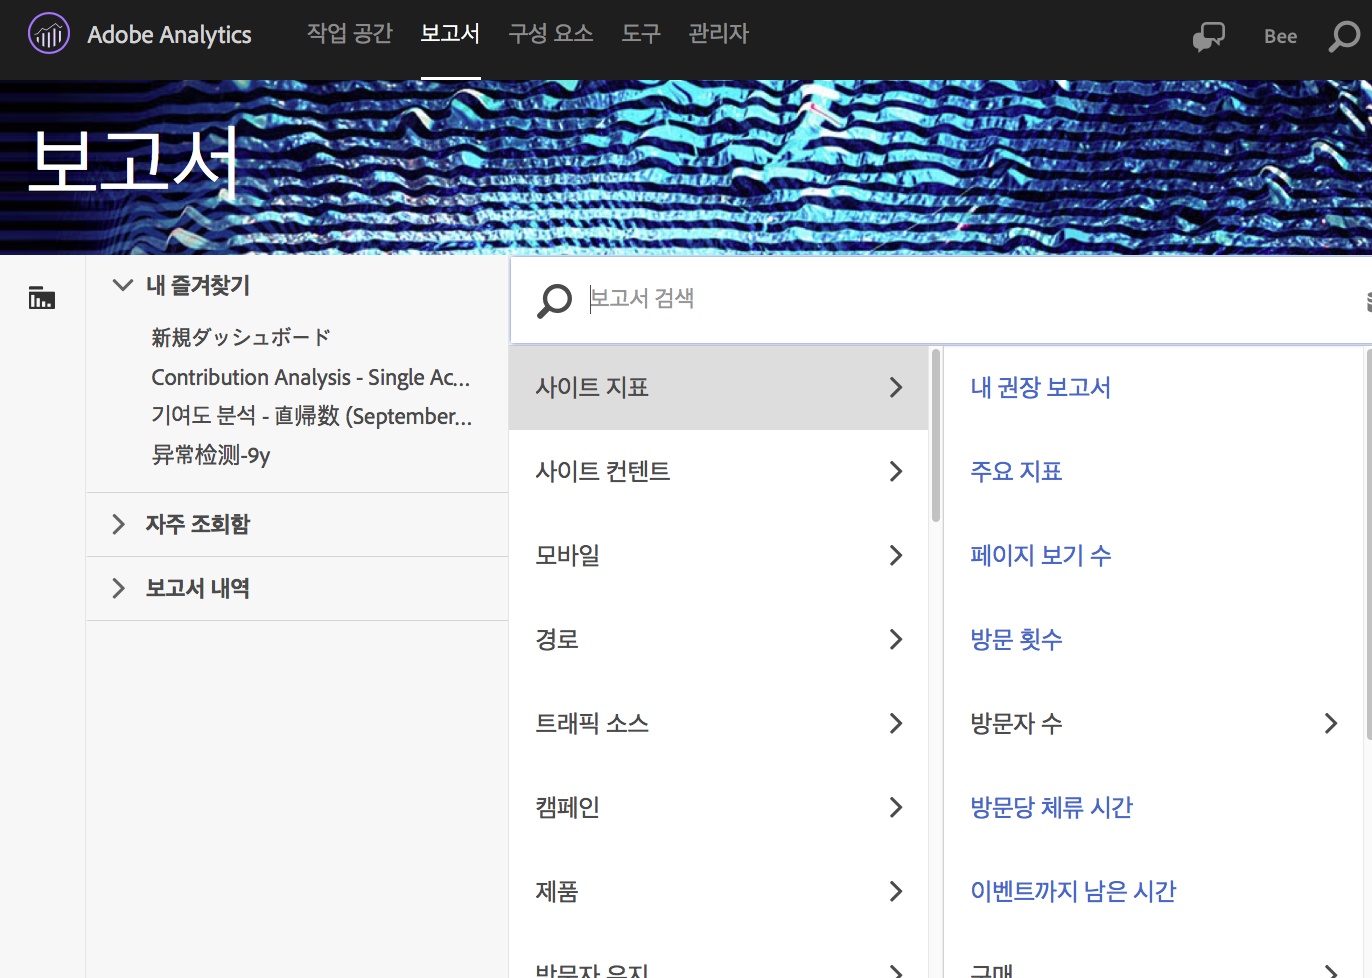 Adobe Analytics 작업 공간 보고서 구성 요소 도구 관리자 Bee
보고서
내 즐겨찾기
新規ダッシュボード
Contribution Analysis - Single Ac...
기여도 분석 - 直帰数 (September...
异常检测-9y
자주 조회함
보고서 내역
보고서 검색
사이트 지표
사이트 컨텐트
모바일
경로
트래픽 소스
캠페인
제품
방문자 유지
내 권장 보고서
주요 지표
페이지 보기 수
방문 횟수
방문자 수
방문당 체류 시간
이벤트까지 남은 시간
구매